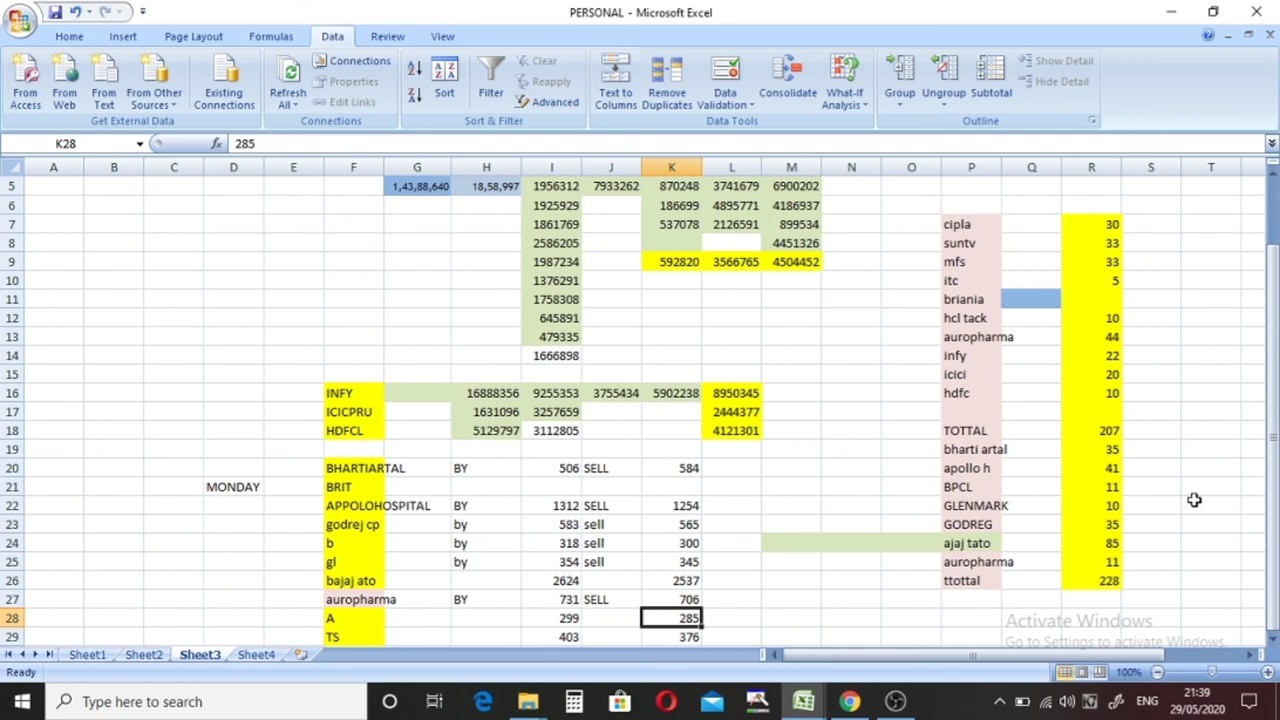 PERSONAL - Microsoft Excel
Home Insert Page Layout Formulas Data Review View
From Access From Web From Text From Other Sources Existing Connections Refresh All Connections Properties Edit Links Sort Filter Clear Reapply Advanced Text to Columns Remove Duplicates Data Validation Consolidate What-If Analysis Group Ungroup Subtotal Show Detail Hide Detail
Get External Data Connections Sort & Filter Data Tools Outline
K28 fx 285
A B C D E F G H I J K L M N O P Q R S T
5 1,43,88,640 18,58,997 1956312 7933262 870248 3741679 6900202
6 1925929 186699 4895771 4186937
7 1861769 537078 2126591 899534 cipla 30
8 2586205 4451326 suntv 33
9 1987234 592820 3566765 4504452 mfs 33
10 1376291 itc 5
11 1758308 briania
12 645891 hcl tack 10
13 479335 auropharma 44
14 1666898 infy 22
15 icici 20
16 INFY 16888356 9255353 3755434 5902238 8950345 hdfc 10
17 ICICPRU 1631096 3257659 2444377
18 HDFCL 5129797 3112805 4121301 TOTTAL 207
19 bharti artal 35
20 BHARTIARTAL BY 506 SELL 584 apollo h 41
21 MONDAY BRIT BPCL 11
22 APPOLOHOSPITAL BY 1312 SELL 1254 GLENMARK 10
23 godrej cp by 583 sell 565 GODREG 35
24 b by 318 sell 300 ajaj tato 85
25 gl by 354 sell 345 auropharma 11
26 bajaj ato 2624 2537 ttottal 228
27 auropharma BY 731 SELL 706
28 A 299 285
29 TS 403 376
Activate Windows
Go to Settings to activate Windows.
Sheet1 Sheet2 Sheet3 Sheet4
Ready 100%
Type here to search ENG 21:39
29/05/2020